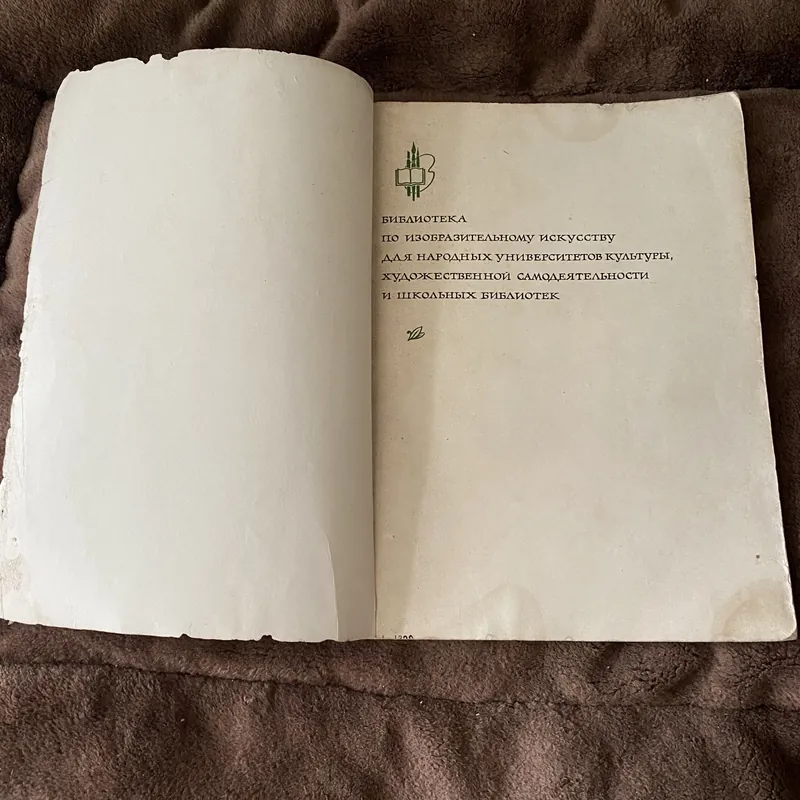 БИБЛИОТЕКА
ПО ИЗОБРАЗИТЕЛЬНОМУ ИСКУССТВУ
ДЛЯ НАРОДНЫХ УНИВЕРСИТЕТОВ КУЛЬТУРЫ,
ХУДОЖЕСТВЕННОЙ САМОДЕЯТЕЛЬНОСТИ
И ШКОЛЬНЫХ БИБЛИОТЕК